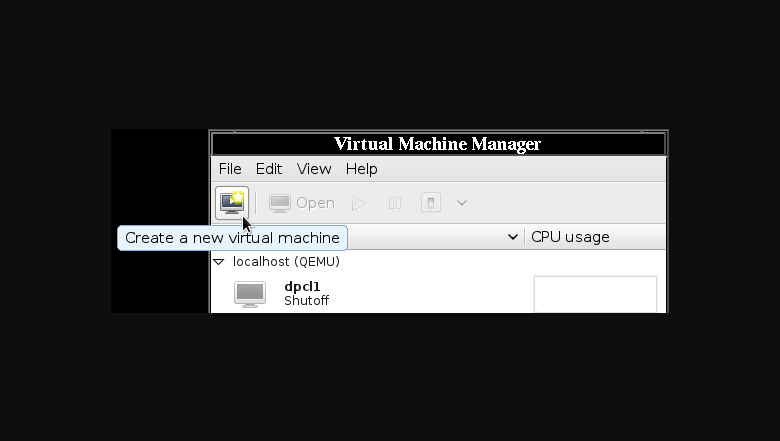 Virtual Machine Manager
File Edit View Help
Open
Create a new virtual machine
CPU usage
localhost (QEMU)
dpcl1
Shutoff